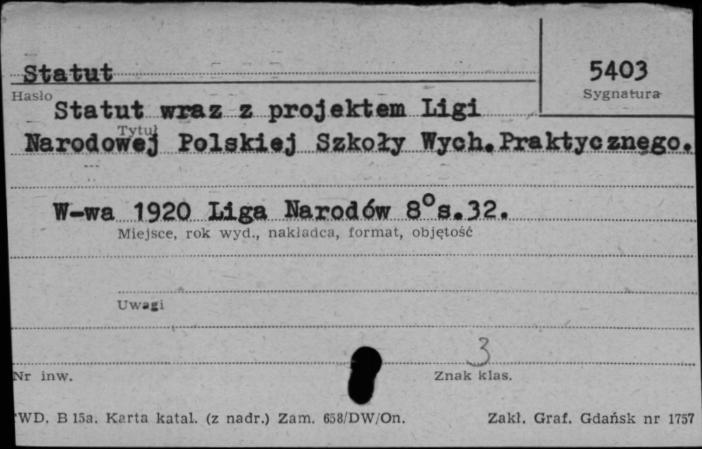 Statut
5403
Hasło
Sygnatura
Statut wraz z projektem Ligi
Tytuł
Narodowej Polskiej Szkoły Wych.Praktycznego.
W-wa 1920 Liga Narodów 8°s.32.
Miejsce, rok wyd., nakładca, format, objętość
Uwagi
3
Nr inw.
Znak klas.
WD. B 15a. Karta katal. (z nadr.) Zam. 658/DW/On.
Zakł. Graf. Gdańsk nr 1757